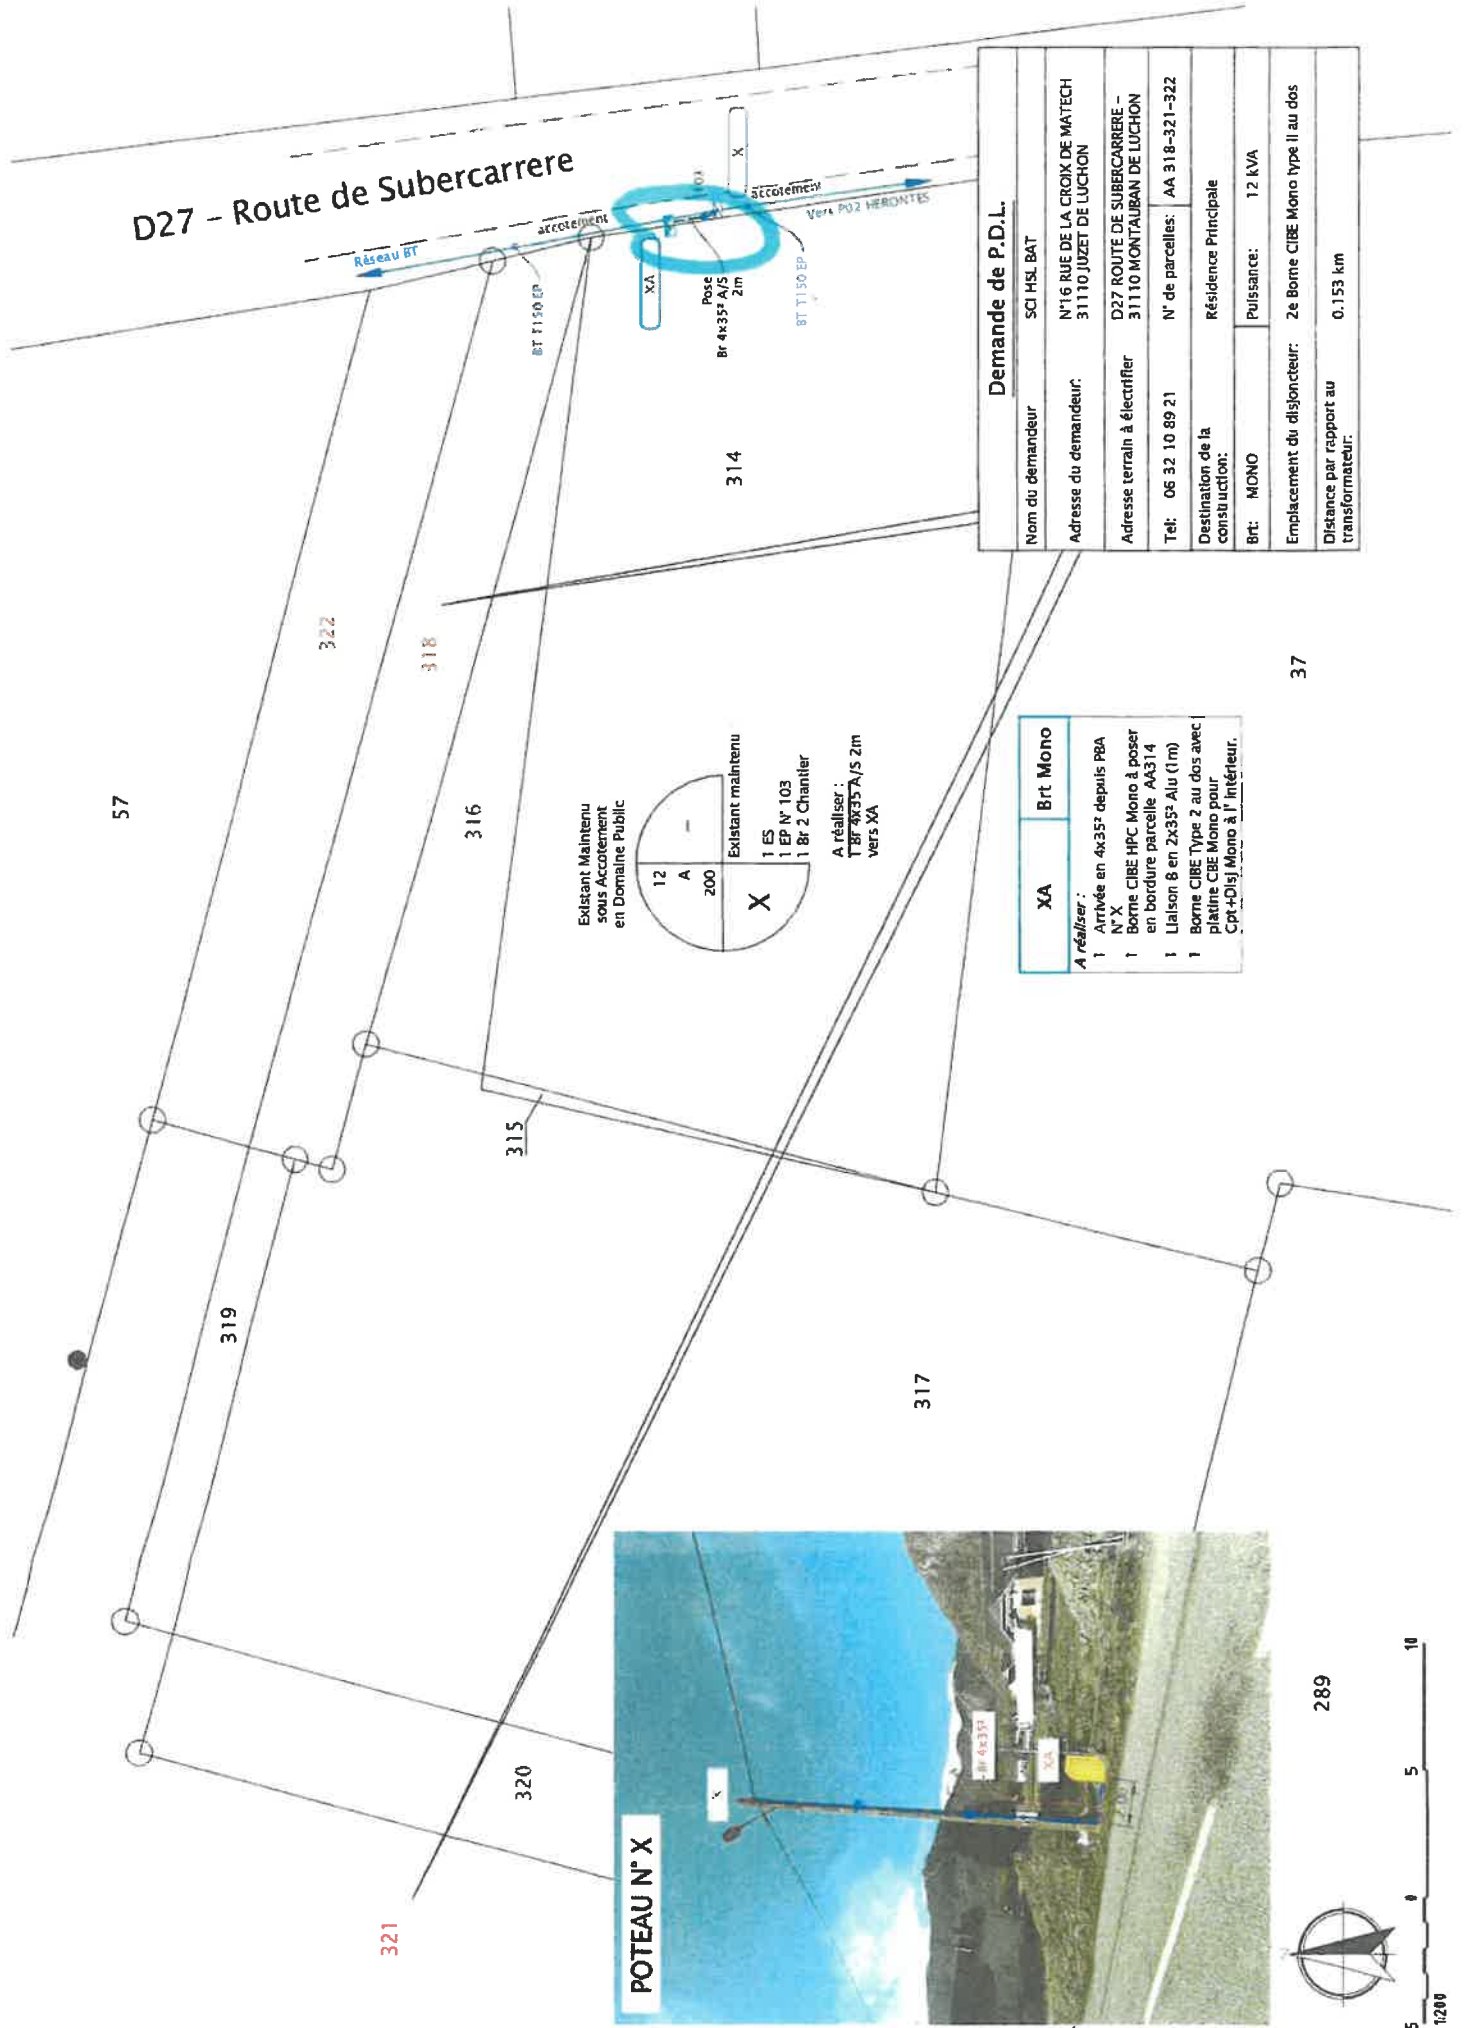 D27 - Route de Subercarrere
Réseau BT
accotement
accotement
Vers P02 HERONTES
BT T150 EP
BT T150 EP
XA
X
Pose
Br 4x35² A/S
2m
57
322
318
316
314
315
319
317
320
321
37
289
Existant Maintenu
sous Accotement
en Domaine Public
12
A
200
–
X
Existant maintenu
1 ES
1 EP N° 103
1 Br 2 Chantier
A réaliser :
1 Br 4x35 A/S 2m
vers XA
XA
Brt Mono
A réaliser :
1 Arrivée en 4x35² depuis PBA
N°X
1 Borne CIBE HPC Mono à poser
en bordure parcelle AA314
1 Liaison B en 2x35² Alu (1m)
1 Borne CIBE Type 2 au dos avec
platine CBE Mono pour
Cpt+Disj Mono à l' intérieur.
Demande de P.D.L.
Nom du demandeur SCI HSL BAT
Adresse du demandeur: N°16 RUE DE LA CROIX DE MATECH
31110 JUZET DE LUCHON
Adresse terrain à électrifier D27 ROUTE DE SUBERCARRERE -
31110 MONTAUBAN DE LUCHON
Tel: 06 32 10 89 21 N° de parcelles: AA 318-321-322
Destination de la
construction: Résidence Principale
Brt: MONO Puissance: 12 kVA
Emplacement du disjoncteur: 2e Borne CIBE Mono type II au dos
Distance par rapport au
transformateur: 0.153 km
POTEAU N° X
X
Br 4x35²
XA
5 0 5 10
1:200